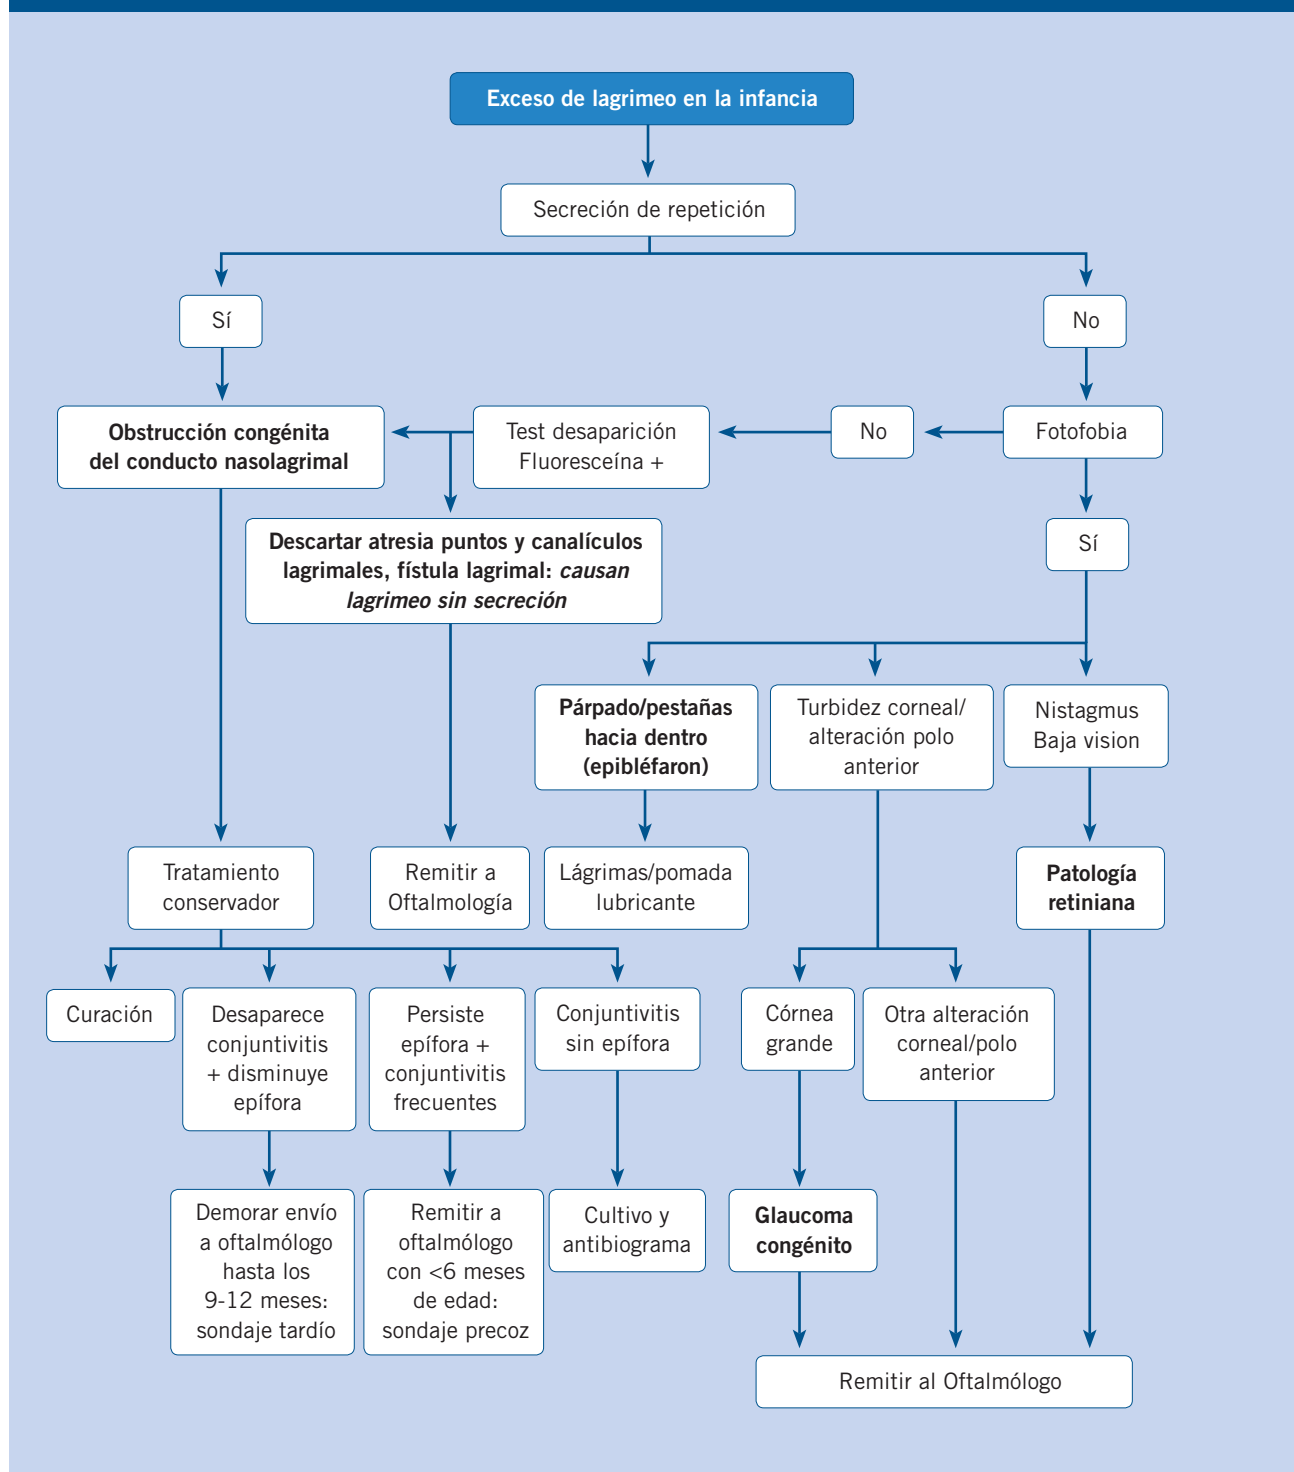 Exceso de lagrimeo en la infancia
Secreción de repetición
Sí
No
Obstrucción congénita
del conducto nasolagrimal
Test desaparición
Fluoresceína +
No
Fotofobia
Descartar atresia puntos y canalículos
lagrimales, fístula lagrimal: causan
lagrimeo sin secreción
Sí
Párpado/pestañas
hacia dentro
(epibléfaron)
Turbidez corneal/
alteración polo
anterior
Nistagmus
Baja vision
Tratamiento
conservador
Remitir a
Oftalmología
Lágrimas/pomada
lubricante
Patología
retiniana
Curación
Desaparece
conjuntivitis
+ disminuye
epífora
Persiste
epífora +
conjuntivitis
frecuentes
Conjuntivitis
sin epífora
Córnea
grande
Otra alteración
corneal/polo
anterior
Demorar envío
a oftalmólogo
hasta los
9-12 meses:
sondaje tardío
Remitir a
oftalmólogo
con <6 meses
de edad:
sondaje precoz
Cultivo y
antibiograma
Glaucoma
congénito
Remitir al Oftalmólogo